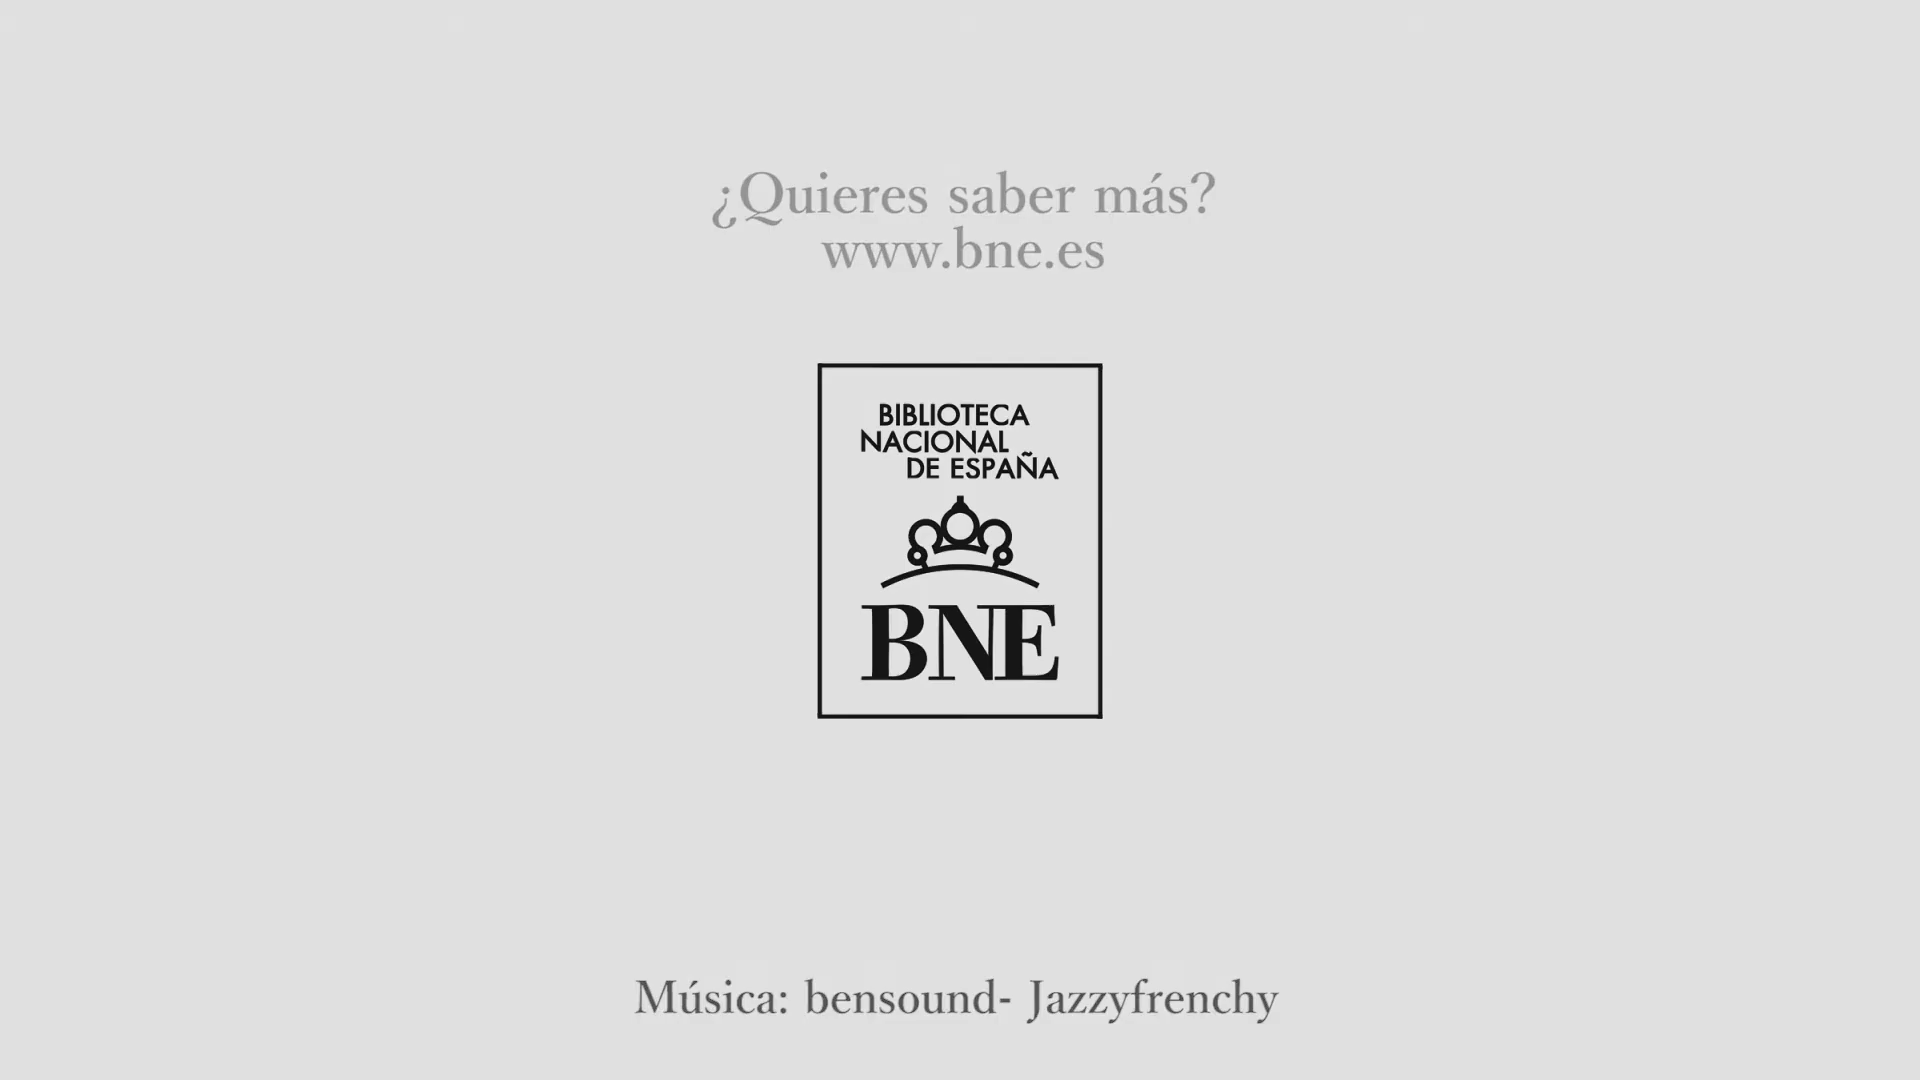 ¿Quieres saber más?
www.bne.es
BIBLIOTECA
NACIONAL
DE ESPAÑA
BNE
Música: bensound- Jazzyfrenchy